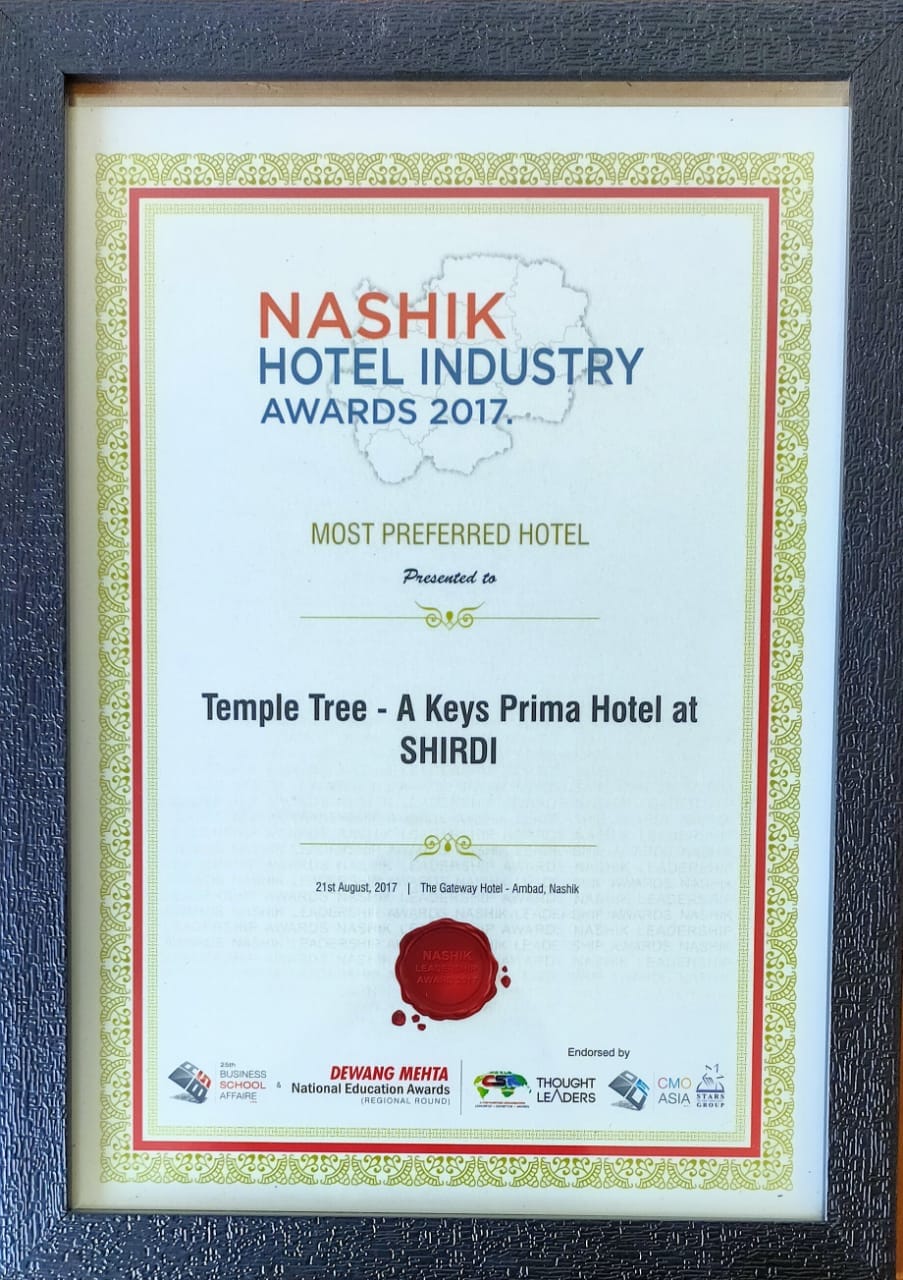 NASHIK
HOTEL INDUSTRY
AWARDS 2017.
MOST PREFERRED HOTEL
Presented to
Temple Tree - A Keys Prima Hotel at
SHIRDI
21st August, 2017 | The Gateway Hotel - Ambad, Nashik
NASHIK
LEADERSHIP
AWARD 2017
Endorsed by
25th
BUSINESS
SCHOOL
AFFAIRE
&
DEWANG MEHTA
National Education Awards
(REGIONAL ROUND)
CSR
THOUGHT
LEADERS
CMO
ASIA
STARS
GROUP